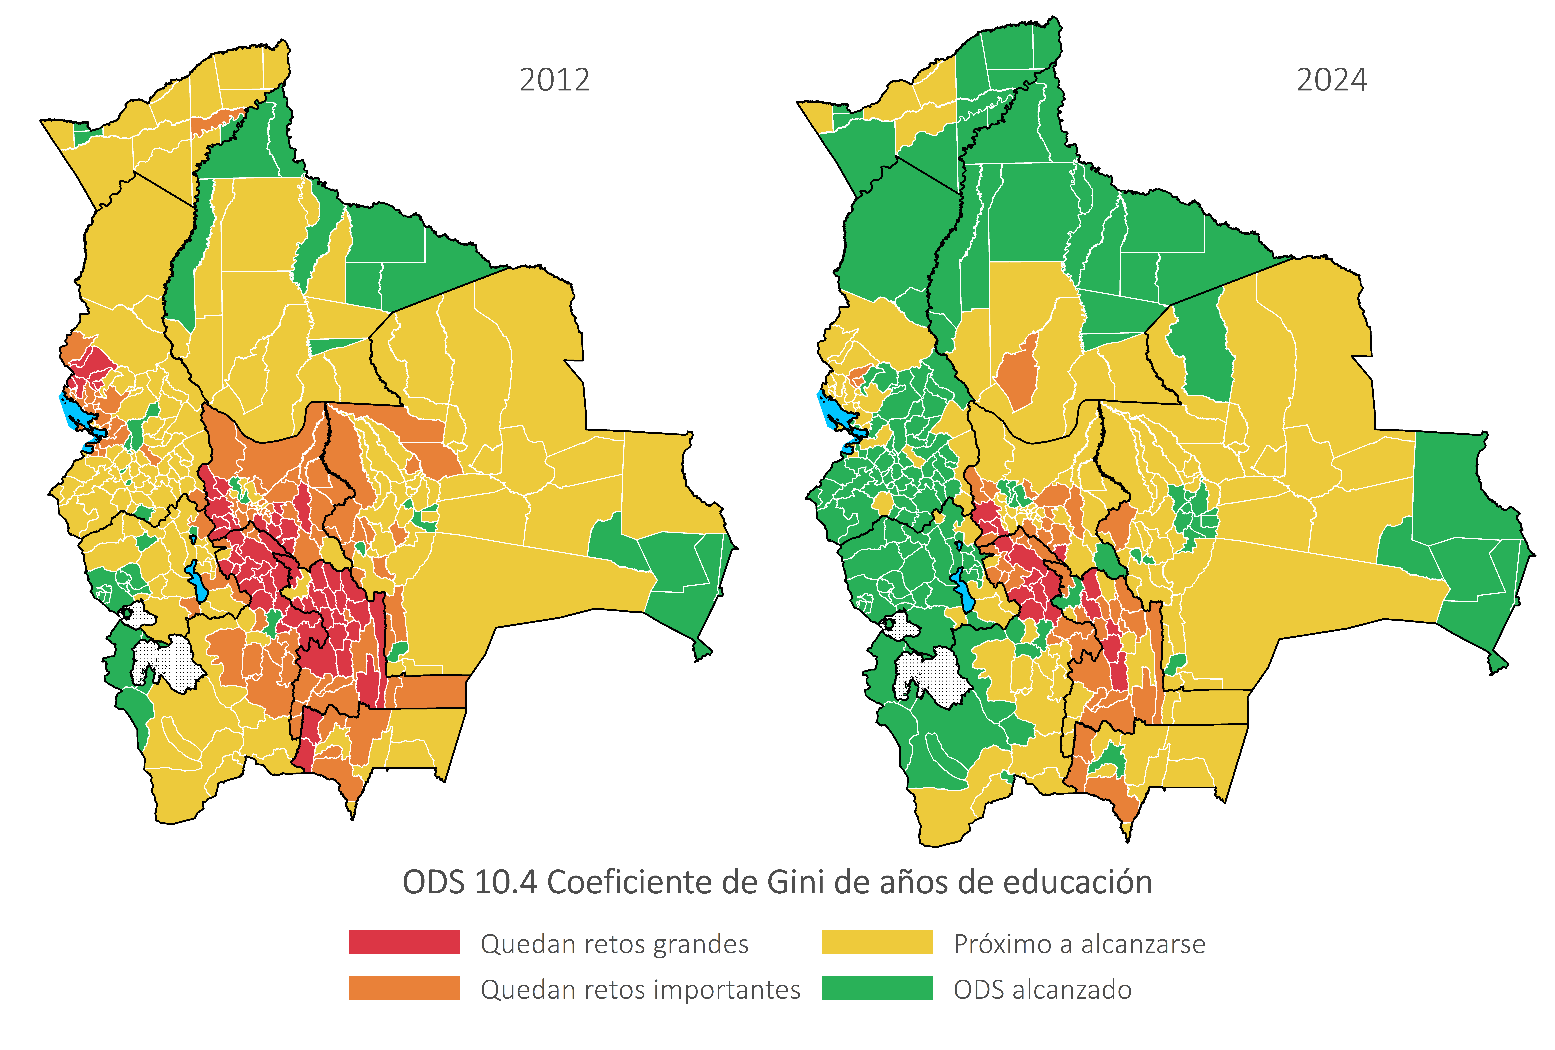 2012
2024
ODS 10.4 Coeficiente de Gini de años de educación
Quedan retos grandes
Próximo a alcanzarse
Quedan retos importantes
ODS alcanzado